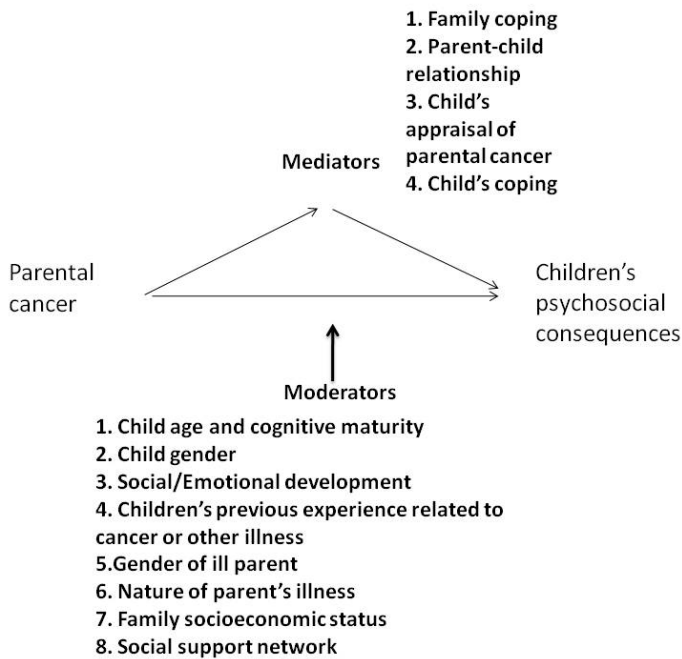 1. Family coping
2. Parent-child
relationship
3. Child's
appraisal of
parental cancer
4. Child's coping
Mediators
Parental
cancer
Children's
psychosocial
consequences
Moderators
1. Child age and cognitive maturity
2. Child gender
3. Social/Emotional development
4. Children's previous experience related to
cancer or other illness
5.Gender of ill parent
6. Nature of parent's illness
7. Family socioeconomic status
8. Social support network